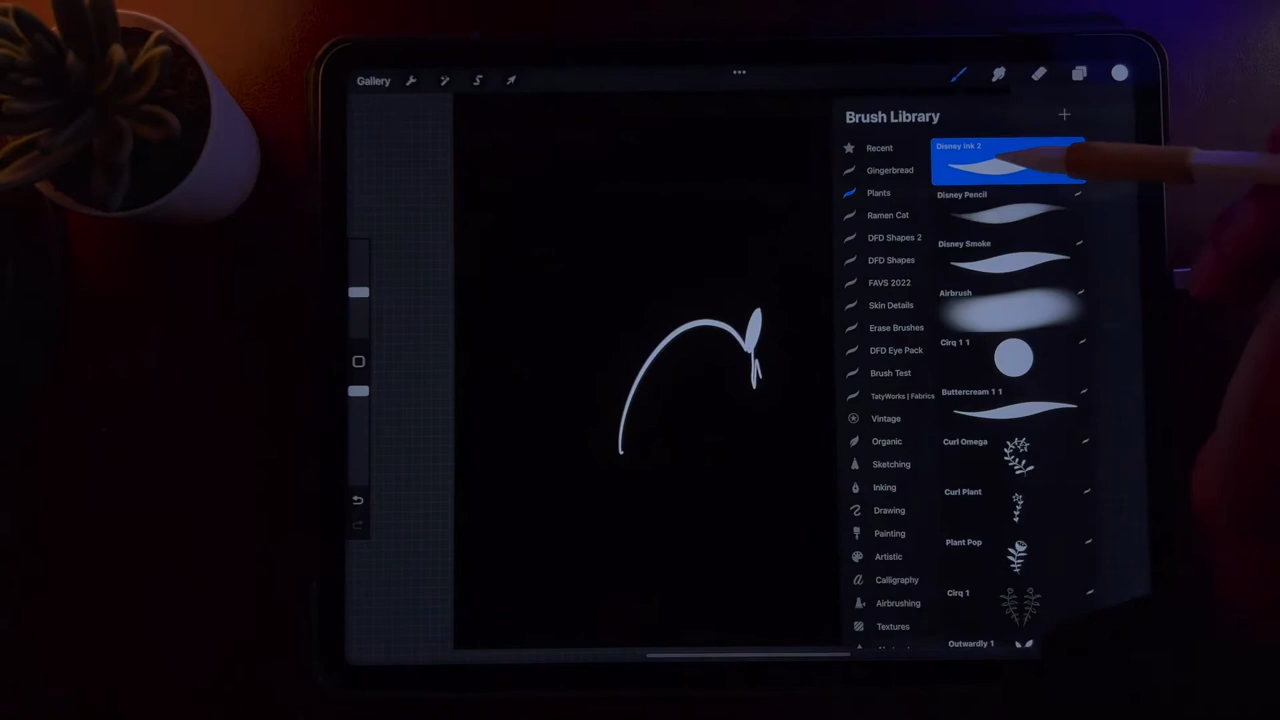 Gallery
Brush Library
Recent
Gingerbread
Plants
Ramen Cat
DFD Shapes 2
DFD Shapes
FAVS 2022
Skin Details
Erase Brushes
DFD Eye Pack
Brush Test
TatyWorks | Fabrics
Vintage
Organic
Sketching
Inking
Drawing
Painting
Artistic
Calligraphy
Airbrushing
Textures
Disney Ink 2
Disney Pencil
Disney Smoke
Airbrush
Cirq 1 1
Buttercream 1 1
Curl Omega
Curl Plant
Plant Pop
Cirq 1
Outwardly 1